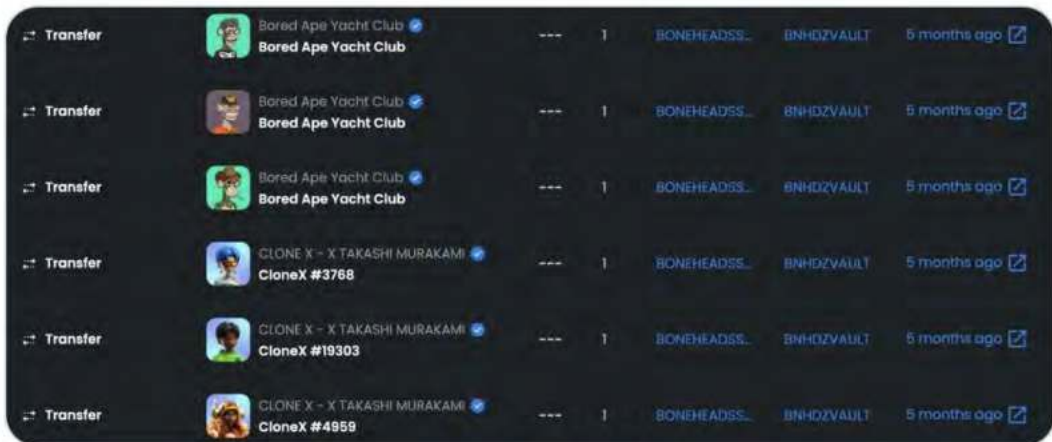 Transfer Bored Ape Yacht Club
Bored Ape Yacht Club --- 1 BONEHEADSS... BNHDZVAULT 5 months ago
Transfer Bored Ape Yacht Club
Bored Ape Yacht Club --- 1 BONEHEADSS... BNHDZVAULT 5 months ago
Transfer Bored Ape Yacht Club
Bored Ape Yacht Club --- 1 BONEHEADSS... BNHDZVAULT 5 months ago
Transfer CLONE X - X TAKASHI MURAKAMI
CloneX #3768 --- 1 BONEHEADSS... BNHDZVAULT 5 months ago
Transfer CLONE X - X TAKASHI MURAKAMI
CloneX #19303 --- 1 BONEHEADSS... BNHDZVAULT 5 months ago
Transfer CLONE X - X TAKASHI MURAKAMI
CloneX #4959 --- 1 BONEHEADSS... BNHDZVAULT 5 months ago